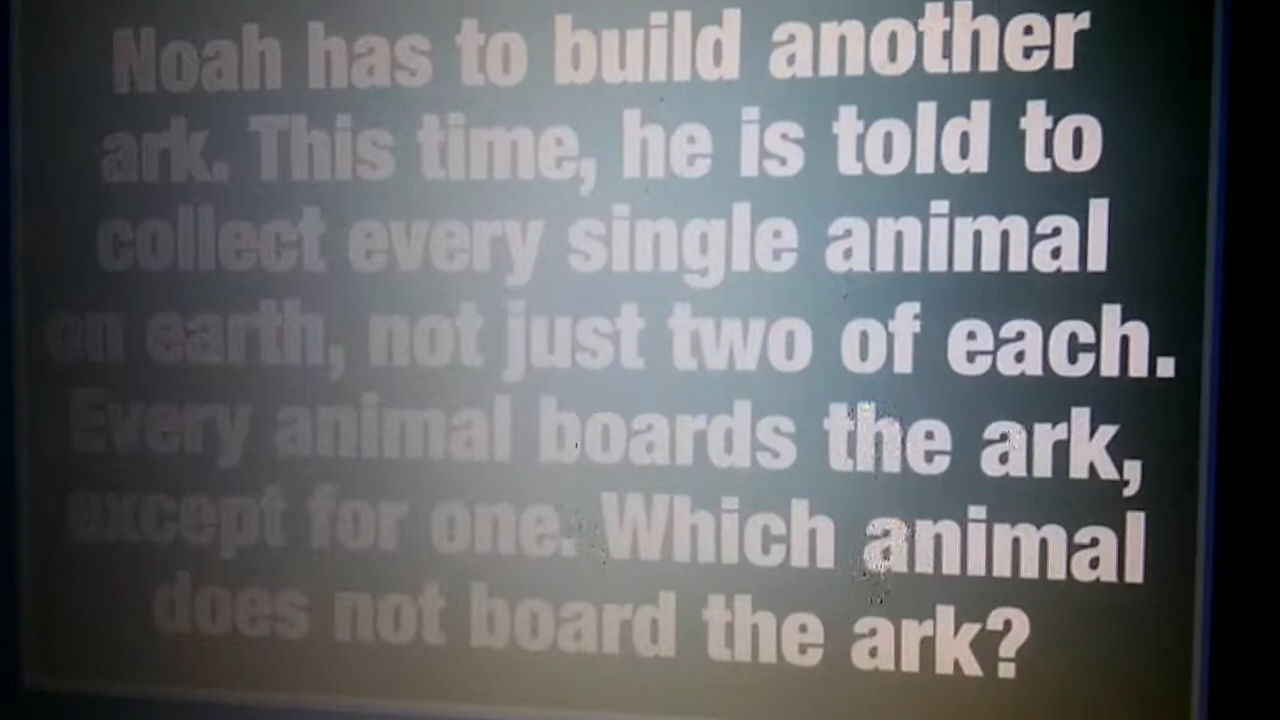 Noah has to build another
ark. This time, he is told to
collect every single animal
on earth, not just two of each.
Every animal boards the ark,
except for one. Which animal
does not board the ark?